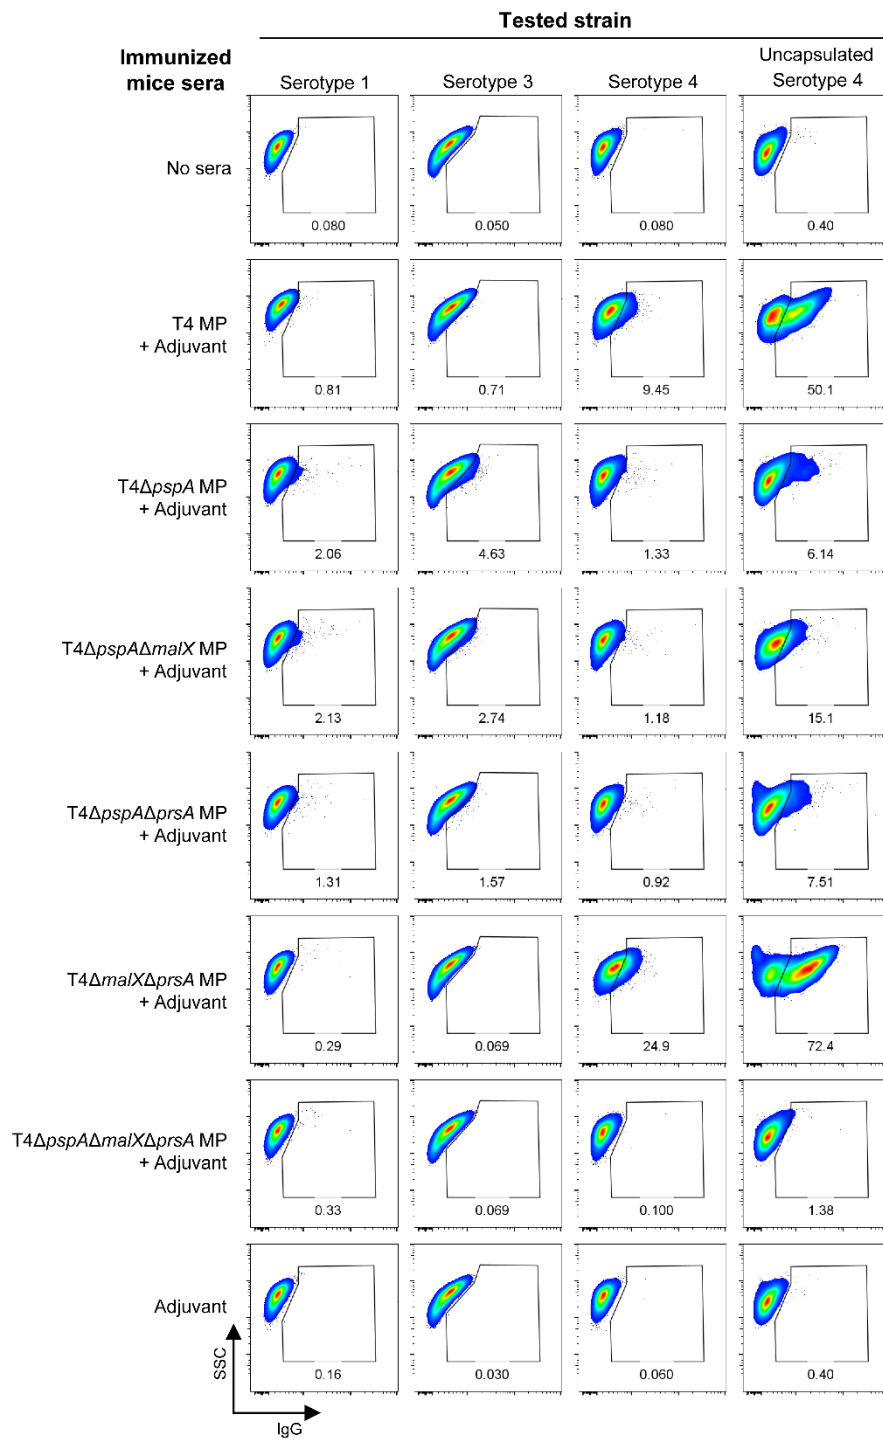 Tested strain
Immunized
mice sera
Serotype 1
Serotype 3
Serotype 4
Uncapsulated
Serotype 4
No sera
0.080
0.050
0.080
0.40
T4 MP
+ Adjuvant
0.81
0.71
9.45
50.1
T4ΔpspA MP
+ Adjuvant
2.06
4.63
1.33
6.14
T4ΔpspAΔmalX MP
+ Adjuvant
2.13
2.74
1.18
15.1
T4ΔpspAΔprsA MP
+ Adjuvant
1.31
1.57
0.92
7.51
T4ΔmalXΔprsA MP
+ Adjuvant
0.29
0.069
24.9
72.4
T4ΔpspAΔmalXΔprsA MP
+ Adjuvant
0.33
0.069
0.100
1.38
Adjuvant
0.16
0.030
0.060
0.40
SSC
IgG